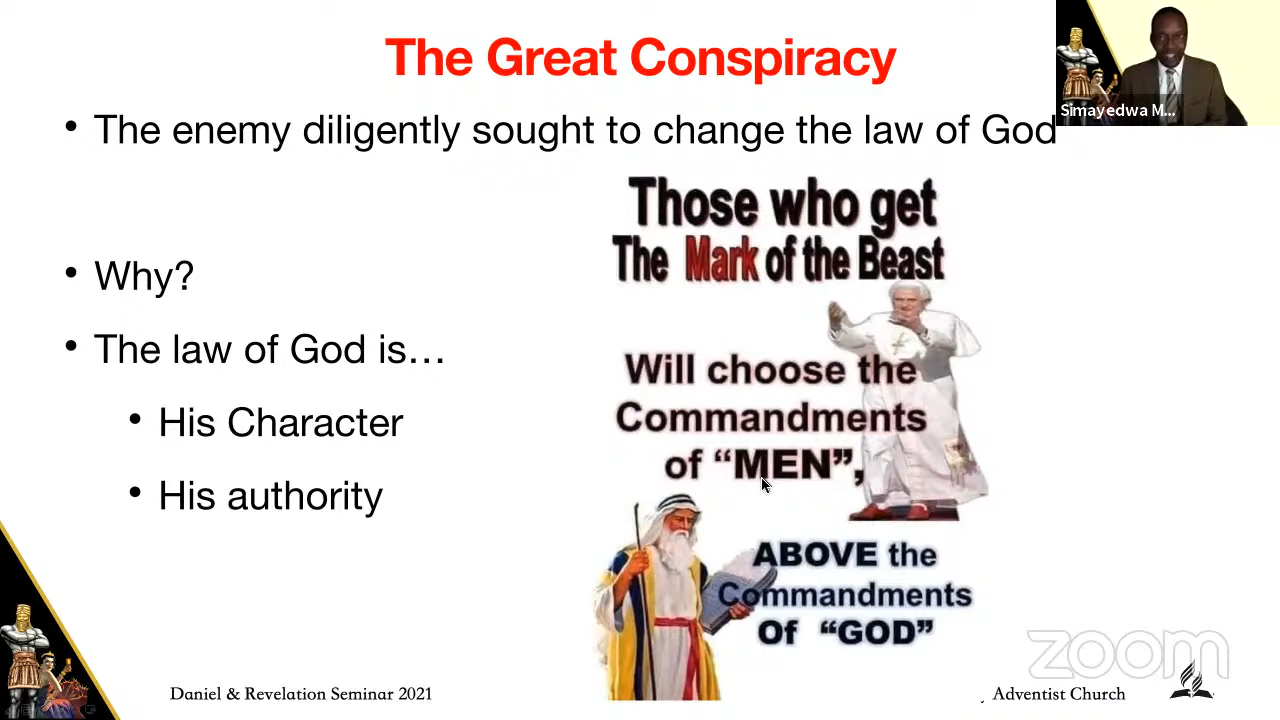 The Great Conspiracy
Simayedwa M...
• The enemy diligently sought to change the law of God
• Why?
• The law of God is…
• His Character
• His authority
Those who get
The Mark of the Beast
Will choose the
Commandments
of “MEN”,
ABOVE the
Commandments
Of “GOD”
zoom
Daniel & Revelation Seminar 2021
Adventist Church